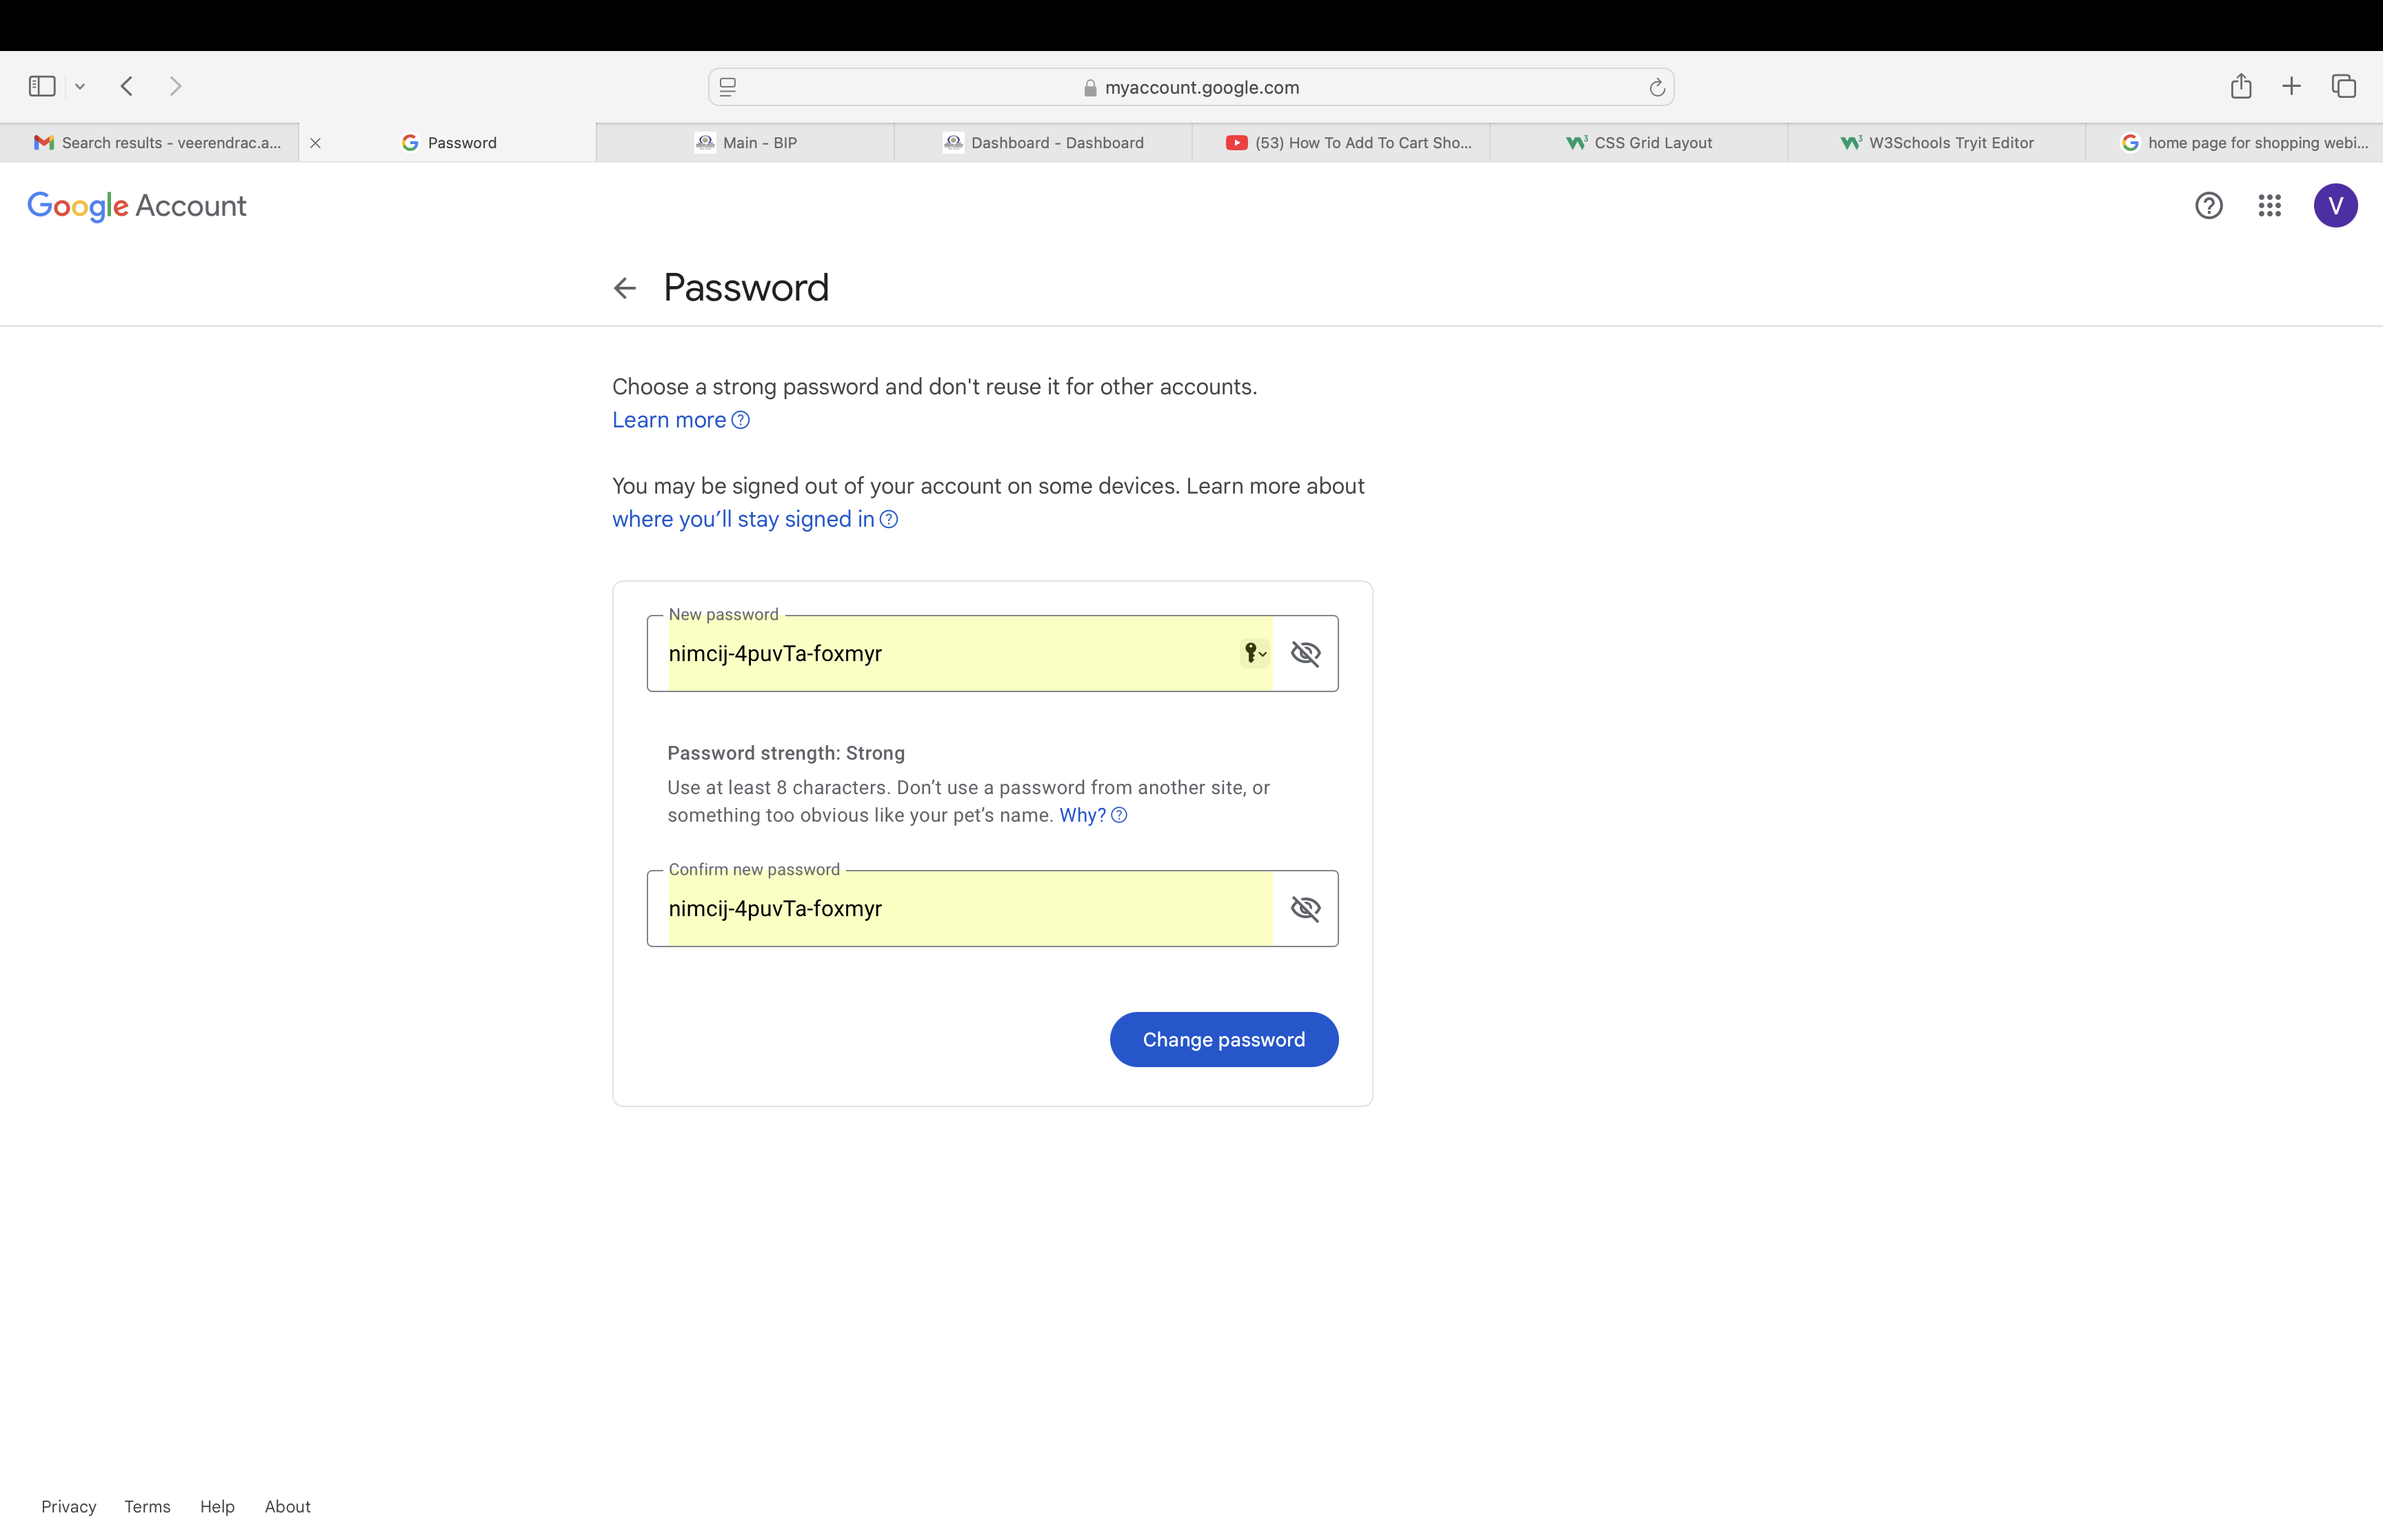 myaccount.google.com
Search results - veerendrac.a...
Password
Main - BIP
Dashboard - Dashboard
(53) How To Add To Cart Sho...
CSS Grid Layout
W3Schools Tryit Editor
home page for shopping webi...
Google Account
V
Password
Choose a strong password and don't reuse it for other accounts.
Learn more
You may be signed out of your account on some devices. Learn more about
where you’ll stay signed in
New password
nimcij-4puvTa-foxmyr
Password strength: Strong
Use at least 8 characters. Don’t use a password from another site, or
something too obvious like your pet’s name. Why?
Confirm new password
nimcij-4puvTa-foxmyr
Change password
Privacy Terms Help About